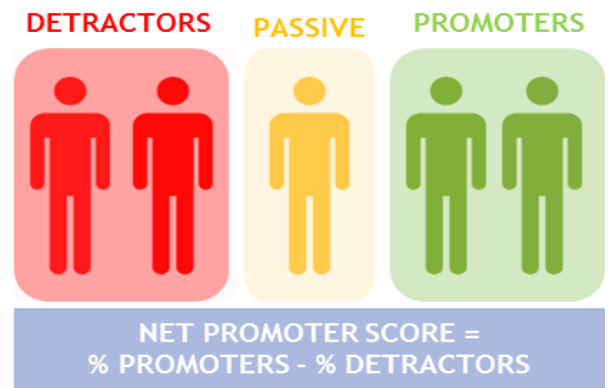 DETRACTORS
PASSIVE
PROMOTERS
NET PROMOTER SCORE =
% PROMOTERS - % DETRACTORS